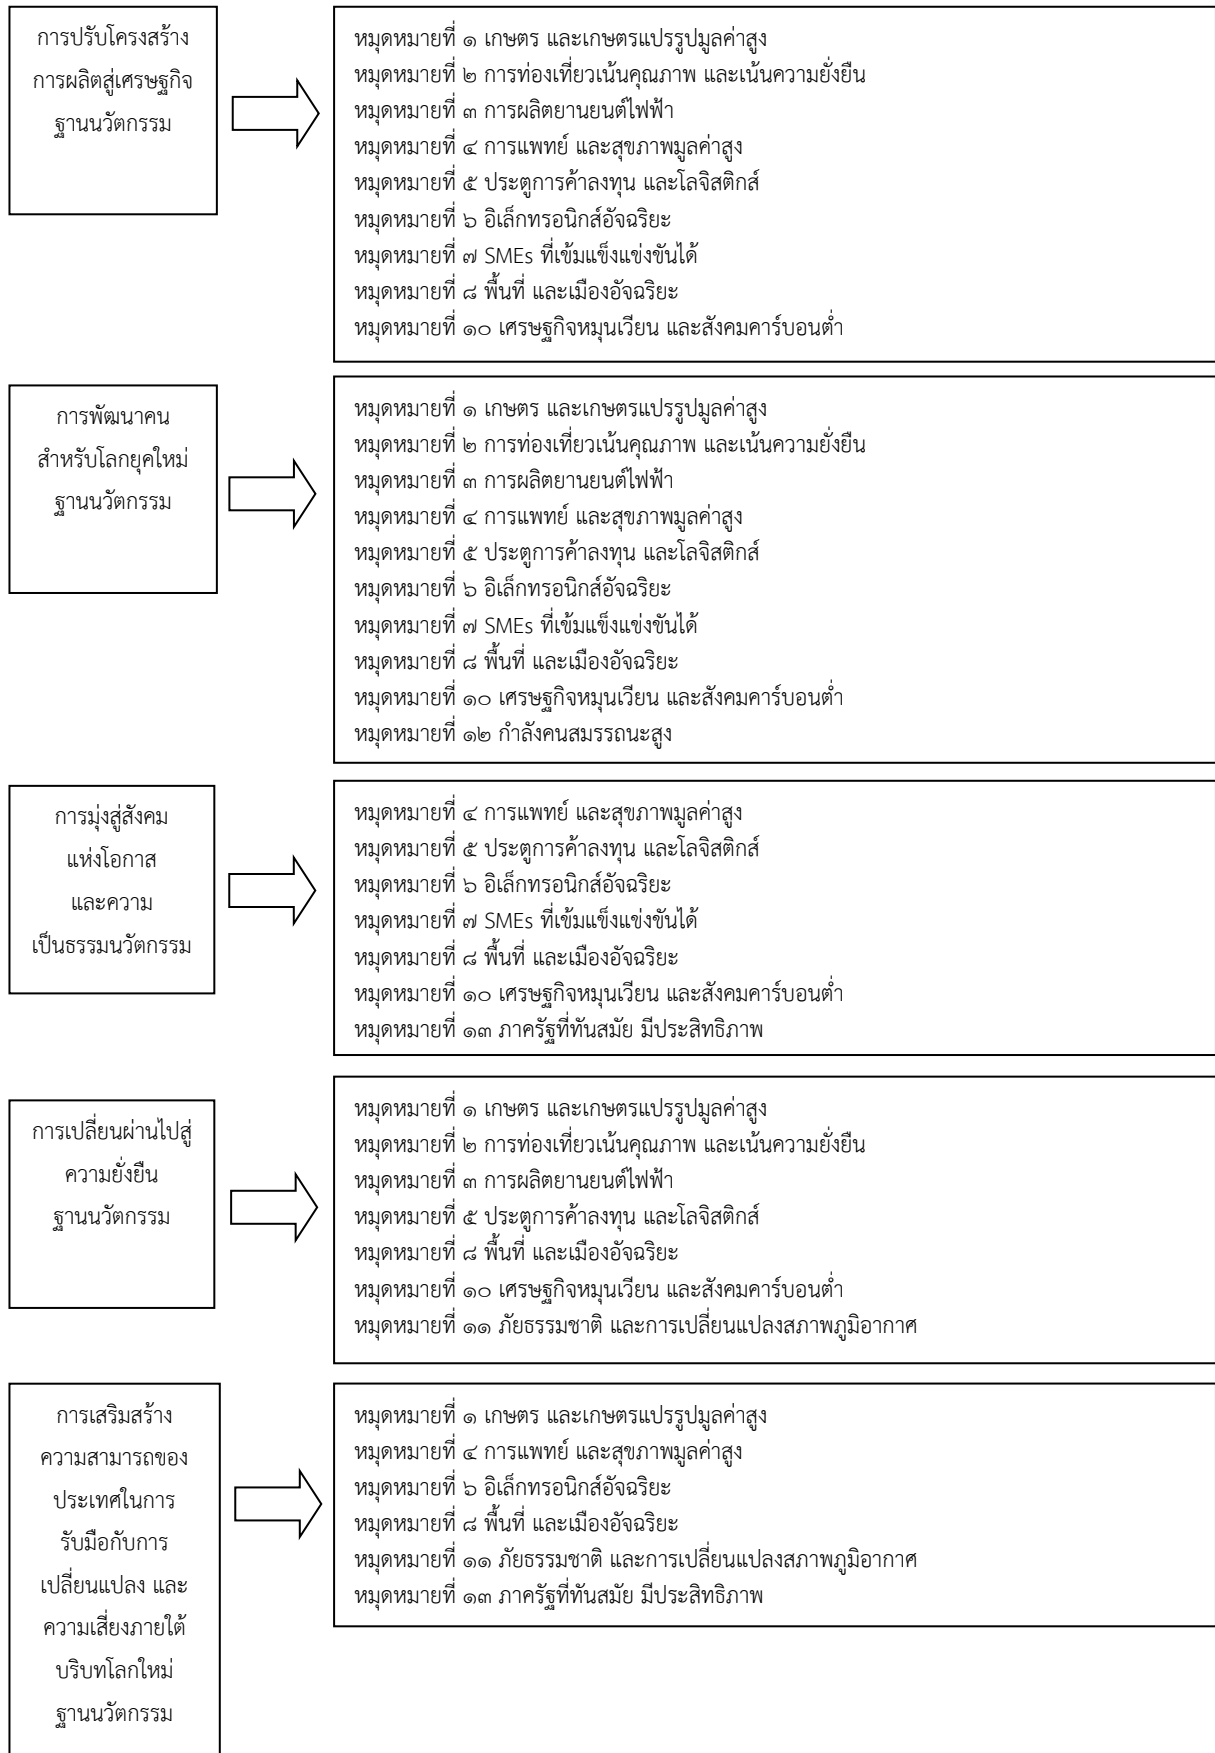 การปรับโครงสร้าง
การผลิตสู่เศรษฐกิจ
ฐานนวัตกรรม
หมุดหมายที่ ๑ เกษตร และเกษตรแปรรูปมูลค่าสูง
หมุดหมายที่ ๒ การท่องเที่ยวเน้นคุณภาพ และเน้นความยั่งยืน
หมุดหมายที่ ๓ การผลิตยานยนต์ไฟฟ้า
หมุดหมายที่ ๔ การแพทย์ และสุขภาพมูลค่าสูง
หมุดหมายที่ ๕ ประตูการค้าลงทุน และโลจิสติกส์
หมุดหมายที่ ๖ อิเล็กทรอนิกส์อัจฉริยะ
หมุดหมายที่ ๗ SMEs ที่เข้มแข็งแข่งขันได้
หมุดหมายที่ ๘ พื้นที่ และเมืองอัจฉริยะ
หมุดหมายที่ ๑๐ เศรษฐกิจหมุนเวียน และสังคมคาร์บอนต่ำ
การพัฒนาคน
สำหรับโลกยุคใหม่
ฐานนวัตกรรม
หมุดหมายที่ ๑ เกษตร และเกษตรแปรรูปมูลค่าสูง
หมุดหมายที่ ๒ การท่องเที่ยวเน้นคุณภาพ และเน้นความยั่งยืน
หมุดหมายที่ ๓ การผลิตยานยนต์ไฟฟ้า
หมุดหมายที่ ๔ การแพทย์ และสุขภาพมูลค่าสูง
หมุดหมายที่ ๕ ประตูการค้าลงทุน และโลจิสติกส์
หมุดหมายที่ ๖ อิเล็กทรอนิกส์อัจฉริยะ
หมุดหมายที่ ๗ SMEs ที่เข้มแข็งแข่งขันได้
หมุดหมายที่ ๘ พื้นที่ และเมืองอัจฉริยะ
หมุดหมายที่ ๑๐ เศรษฐกิจหมุนเวียน และสังคมคาร์บอนต่ำ
หมุดหมายที่ ๑๒ กำลังคนสมรรถนะสูง
การมุ่งสู่สังคม
แห่งโอกาส
และความ
เป็นธรรมนวัตกรรม
หมุดหมายที่ ๔ การแพทย์ และสุขภาพมูลค่าสูง
หมุดหมายที่ ๕ ประตูการค้าลงทุน และโลจิสติกส์
หมุดหมายที่ ๖ อิเล็กทรอนิกส์อัจฉริยะ
หมุดหมายที่ ๗ SMEs ที่เข้มแข็งแข่งขันได้
หมุดหมายที่ ๘ พื้นที่ และเมืองอัจฉริยะ
หมุดหมายที่ ๑๐ เศรษฐกิจหมุนเวียน และสังคมคาร์บอนต่ำ
หมุดหมายที่ ๑๓ ภาครัฐที่ทันสมัย มีประสิทธิภาพ
การเปลี่ยนผ่านไปสู่
ความยั่งยืน
ฐานนวัตกรรม
หมุดหมายที่ ๑ เกษตร และเกษตรแปรรูปมูลค่าสูง
หมุดหมายที่ ๒ การท่องเที่ยวเน้นคุณภาพ และเน้นความยั่งยืน
หมุดหมายที่ ๓ การผลิตยานยนต์ไฟฟ้า
หมุดหมายที่ ๕ ประตูการค้าลงทุน และโลจิสติกส์
หมุดหมายที่ ๘ พื้นที่ และเมืองอัจฉริยะ
หมุดหมายที่ ๑๐ เศรษฐกิจหมุนเวียน และสังคมคาร์บอนต่ำ
หมุดหมายที่ ๑๑ ภัยธรรมชาติ และการเปลี่ยนแปลงสภาพภูมิอากาศ
การเสริมสร้าง
ความสามารถของ
ประเทศในการ
รับมือกับการ
เปลี่ยนแปลง และ
ความเสี่ยงภายใต้
บริบทโลกใหม่
ฐานนวัตกรรม
หมุดหมายที่ ๑ เกษตร และเกษตรแปรรูปมูลค่าสูง
หมุดหมายที่ ๔ การแพทย์ และสุขภาพมูลค่าสูง
หมุดหมายที่ ๖ อิเล็กทรอนิกส์อัจฉริยะ
หมุดหมายที่ ๘ พื้นที่ และเมืองอัจฉริยะ
หมุดหมายที่ ๑๑ ภัยธรรมชาติ และการเปลี่ยนแปลงสภาพภูมิอากาศ
หมุดหมายที่ ๑๓ ภาครัฐที่ทันสมัย มีประสิทธิภาพ